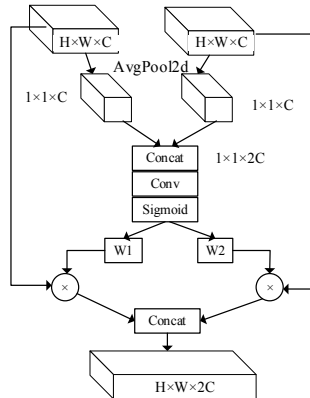 H×W×C
H×W×C
AvgPool2d
1×1×C
1×1×C
Concat
1×1×2C
Conv
Sigmoid
W1
W2
×
×
Concat
H×W×2C